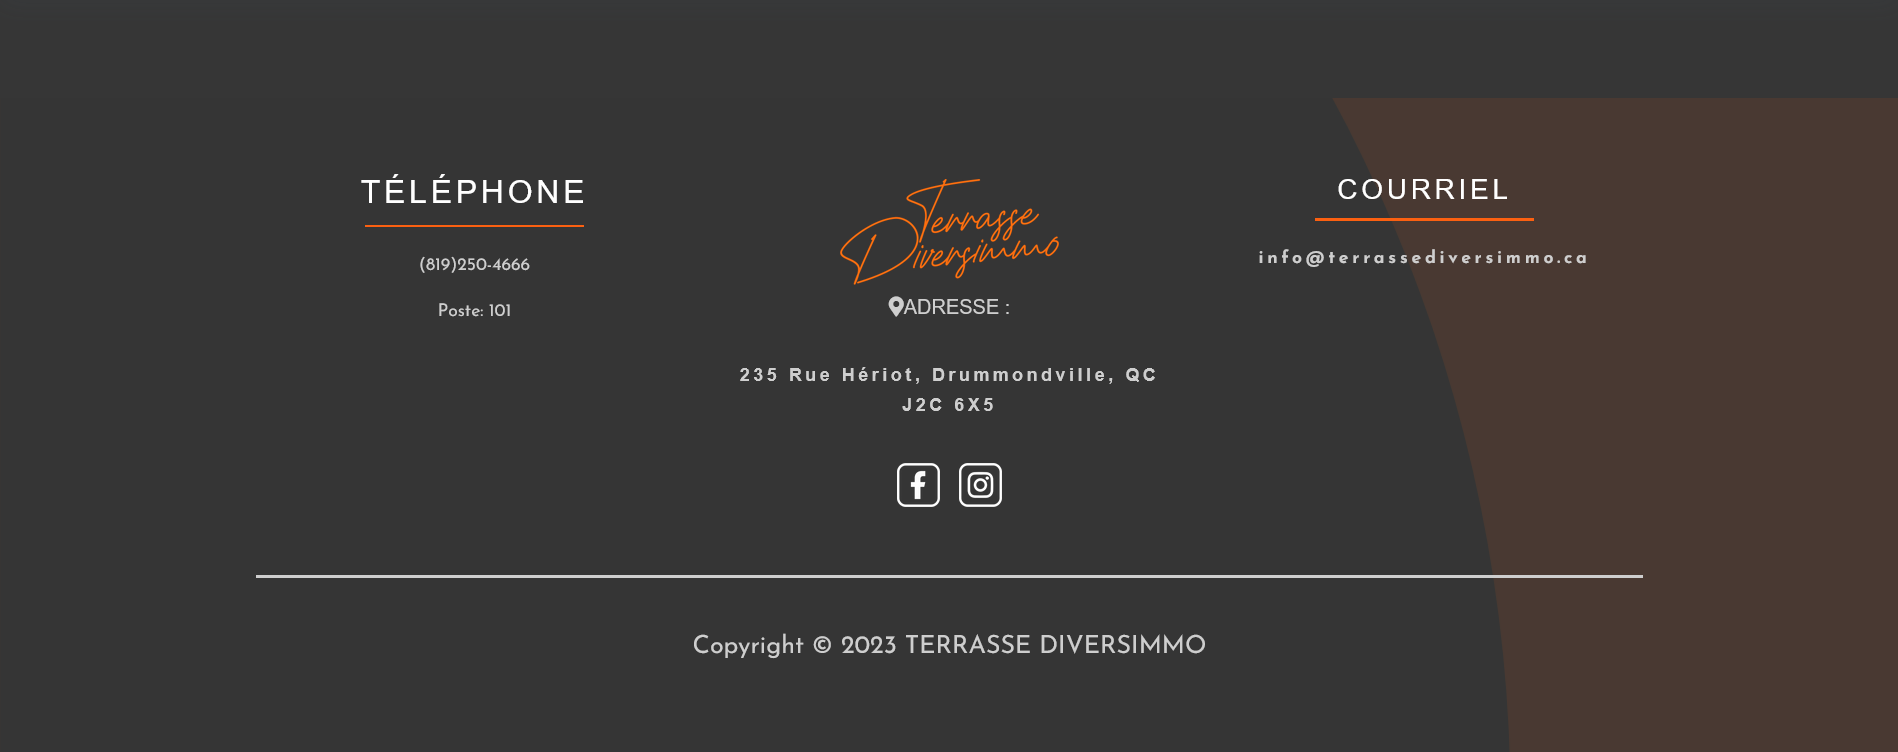 TÉLÉPHONE
(819)250-4666
Poste: 101
Terrasse
Diversimmo
ADRESSE :
235 Rue Hériot, Drummondville, QC
J2C 6X5
COURRIEL
info@terrassediversimmo.ca
Copyright © 2023 TERRASSE DIVERSIMMO